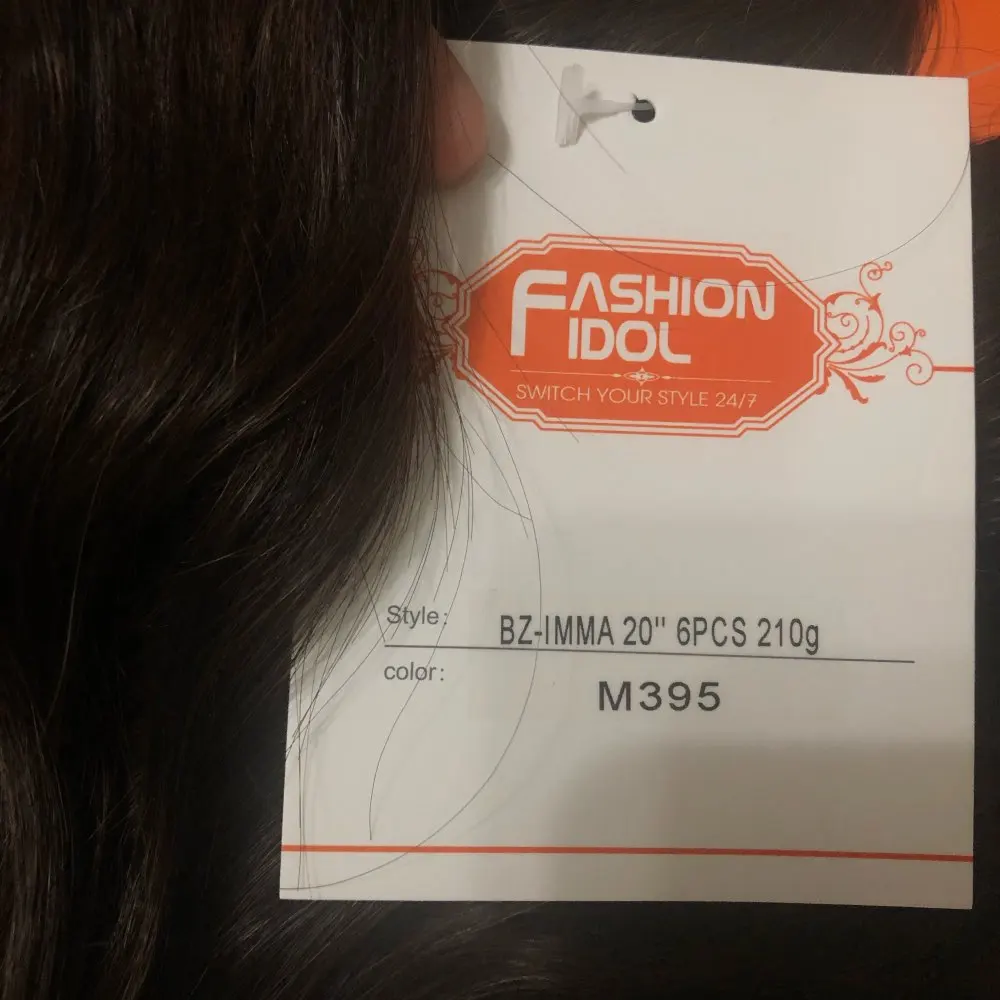 FASHION
IDOL
SWITCH YOUR STYLE 24/7
Style: BZ-IMMA 20" 6PCS 210g
color: M395